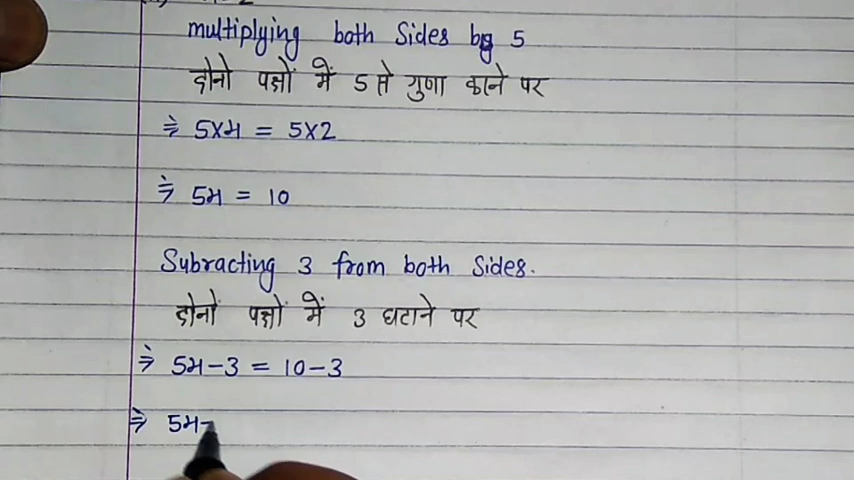 multiplying both Sides by 5
दोनो पक्षों में 5 से गुणा काने पर
⇒ 5×x = 5×2
⇒ 5x = 10
Subracting 3 from both Sides.
दोनों पक्षों में 3 घटाने पर
⇒ 5x-3 = 10-3
⇒ 5x-